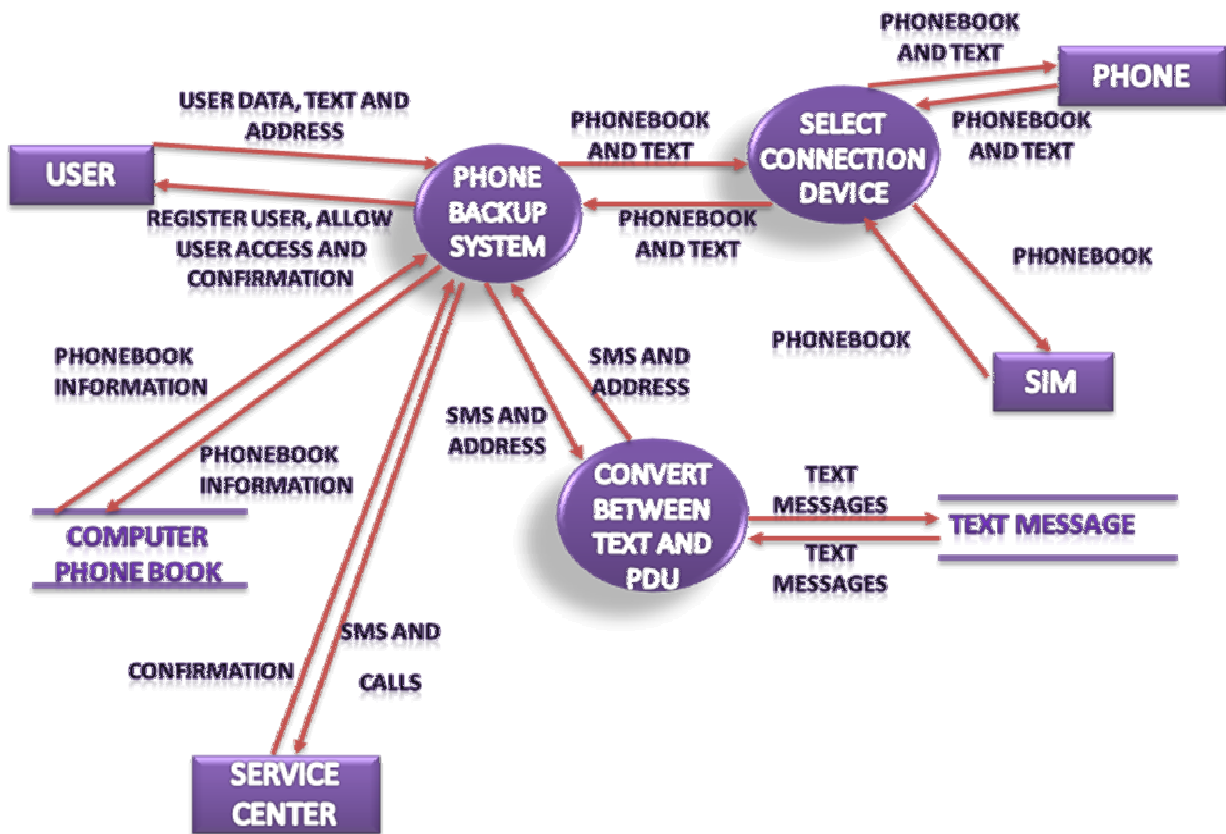 PHONEBOOK
AND TEXT
PHONE
USER DATA, TEXT AND
ADDRESS
PHONEBOOK
AND TEXT
SELECT
CONNECTION
DEVICE
PHONEBOOK
AND TEXT
USER
PHONE
BACKUP
SYSTEM
REGISTER USER, ALLOW
USER ACCESS AND
CONFIRMATION
PHONEBOOK
AND TEXT
PHONEBOOK
PHONEBOOK
SIM
PHONEBOOK
INFORMATION
SMS AND
ADDRESS
SMS AND
ADDRESS
PHONEBOOK
INFORMATION
CONVERT
BETWEEN
TEXT AND
PDU
TEXT
MESSAGES
TEXT MESSAGE
TEXT
MESSAGES
COMPUTER
PHONE BOOK
SMS AND
CALLS
CONFIRMATION
SERVICE
CENTER